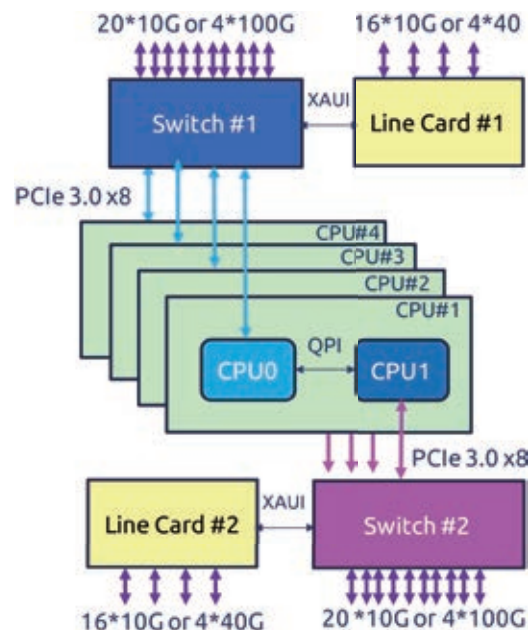 20*10G or 4*100G
16*10G or 4*40
Switch #1
XAUI
Line Card #1
PCIe 3.0 x8
CPU#4
CPU#3
CPU#2
CPU#1
CPU0
QPI
CPU1
PCIe 3.0 x8
Line Card #2
XAUI
Switch #2
16*10G or 4*40G
20 *10G or 4*100G